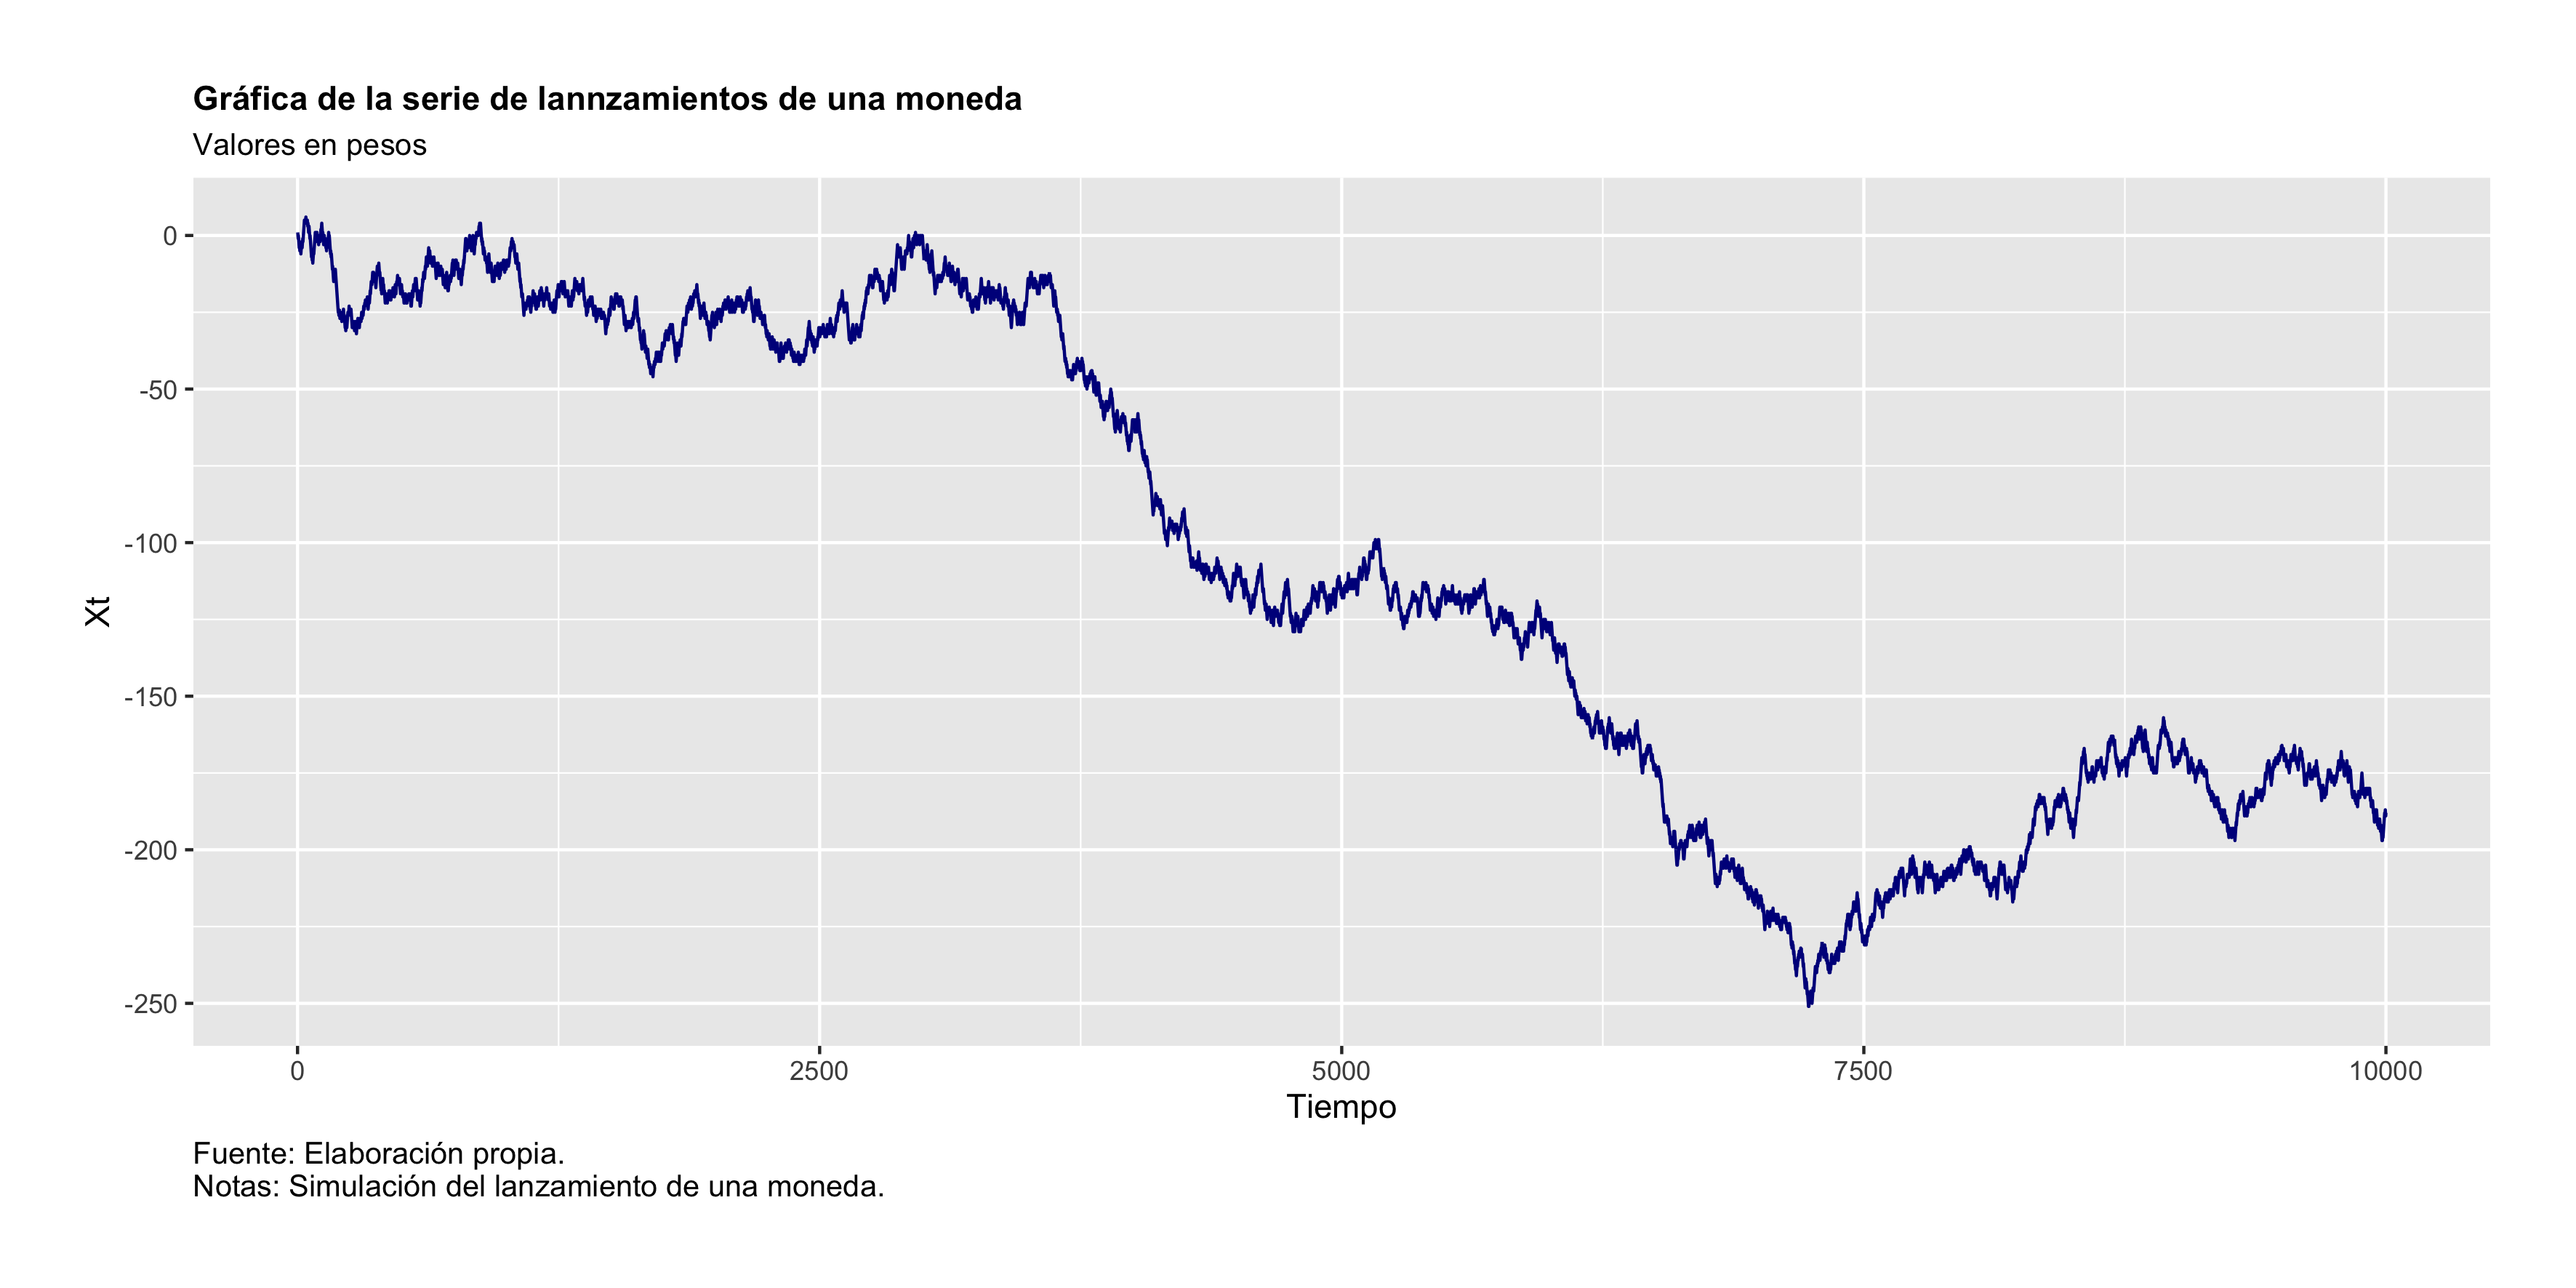 Gráfica de la serie de lannzamientos de una moneda
Valores en pesos
0
-50
-100
-150
-200
-250
Xt
0 2500 5000 7500 10000
Tiempo
Fuente: Elaboración propia.
Notas: Simulación del lanzamiento de una moneda.